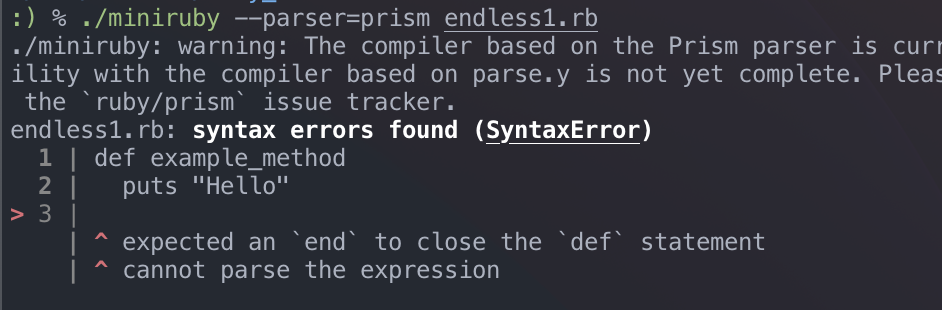 :) % ./miniruby --parser=prism endless1.rb
./miniruby: warning: The compiler based on the Prism parser is curr
ility with the compiler based on parse.y is not yet complete. Pleas
 the `ruby/prism` issue tracker.
endless1.rb: syntax errors found (SyntaxError)
  1 | def example_method
  2 |   puts "Hello"
> 3 |
    | ^ expected an `end` to close the `def` statement
    | ^ cannot parse the expression